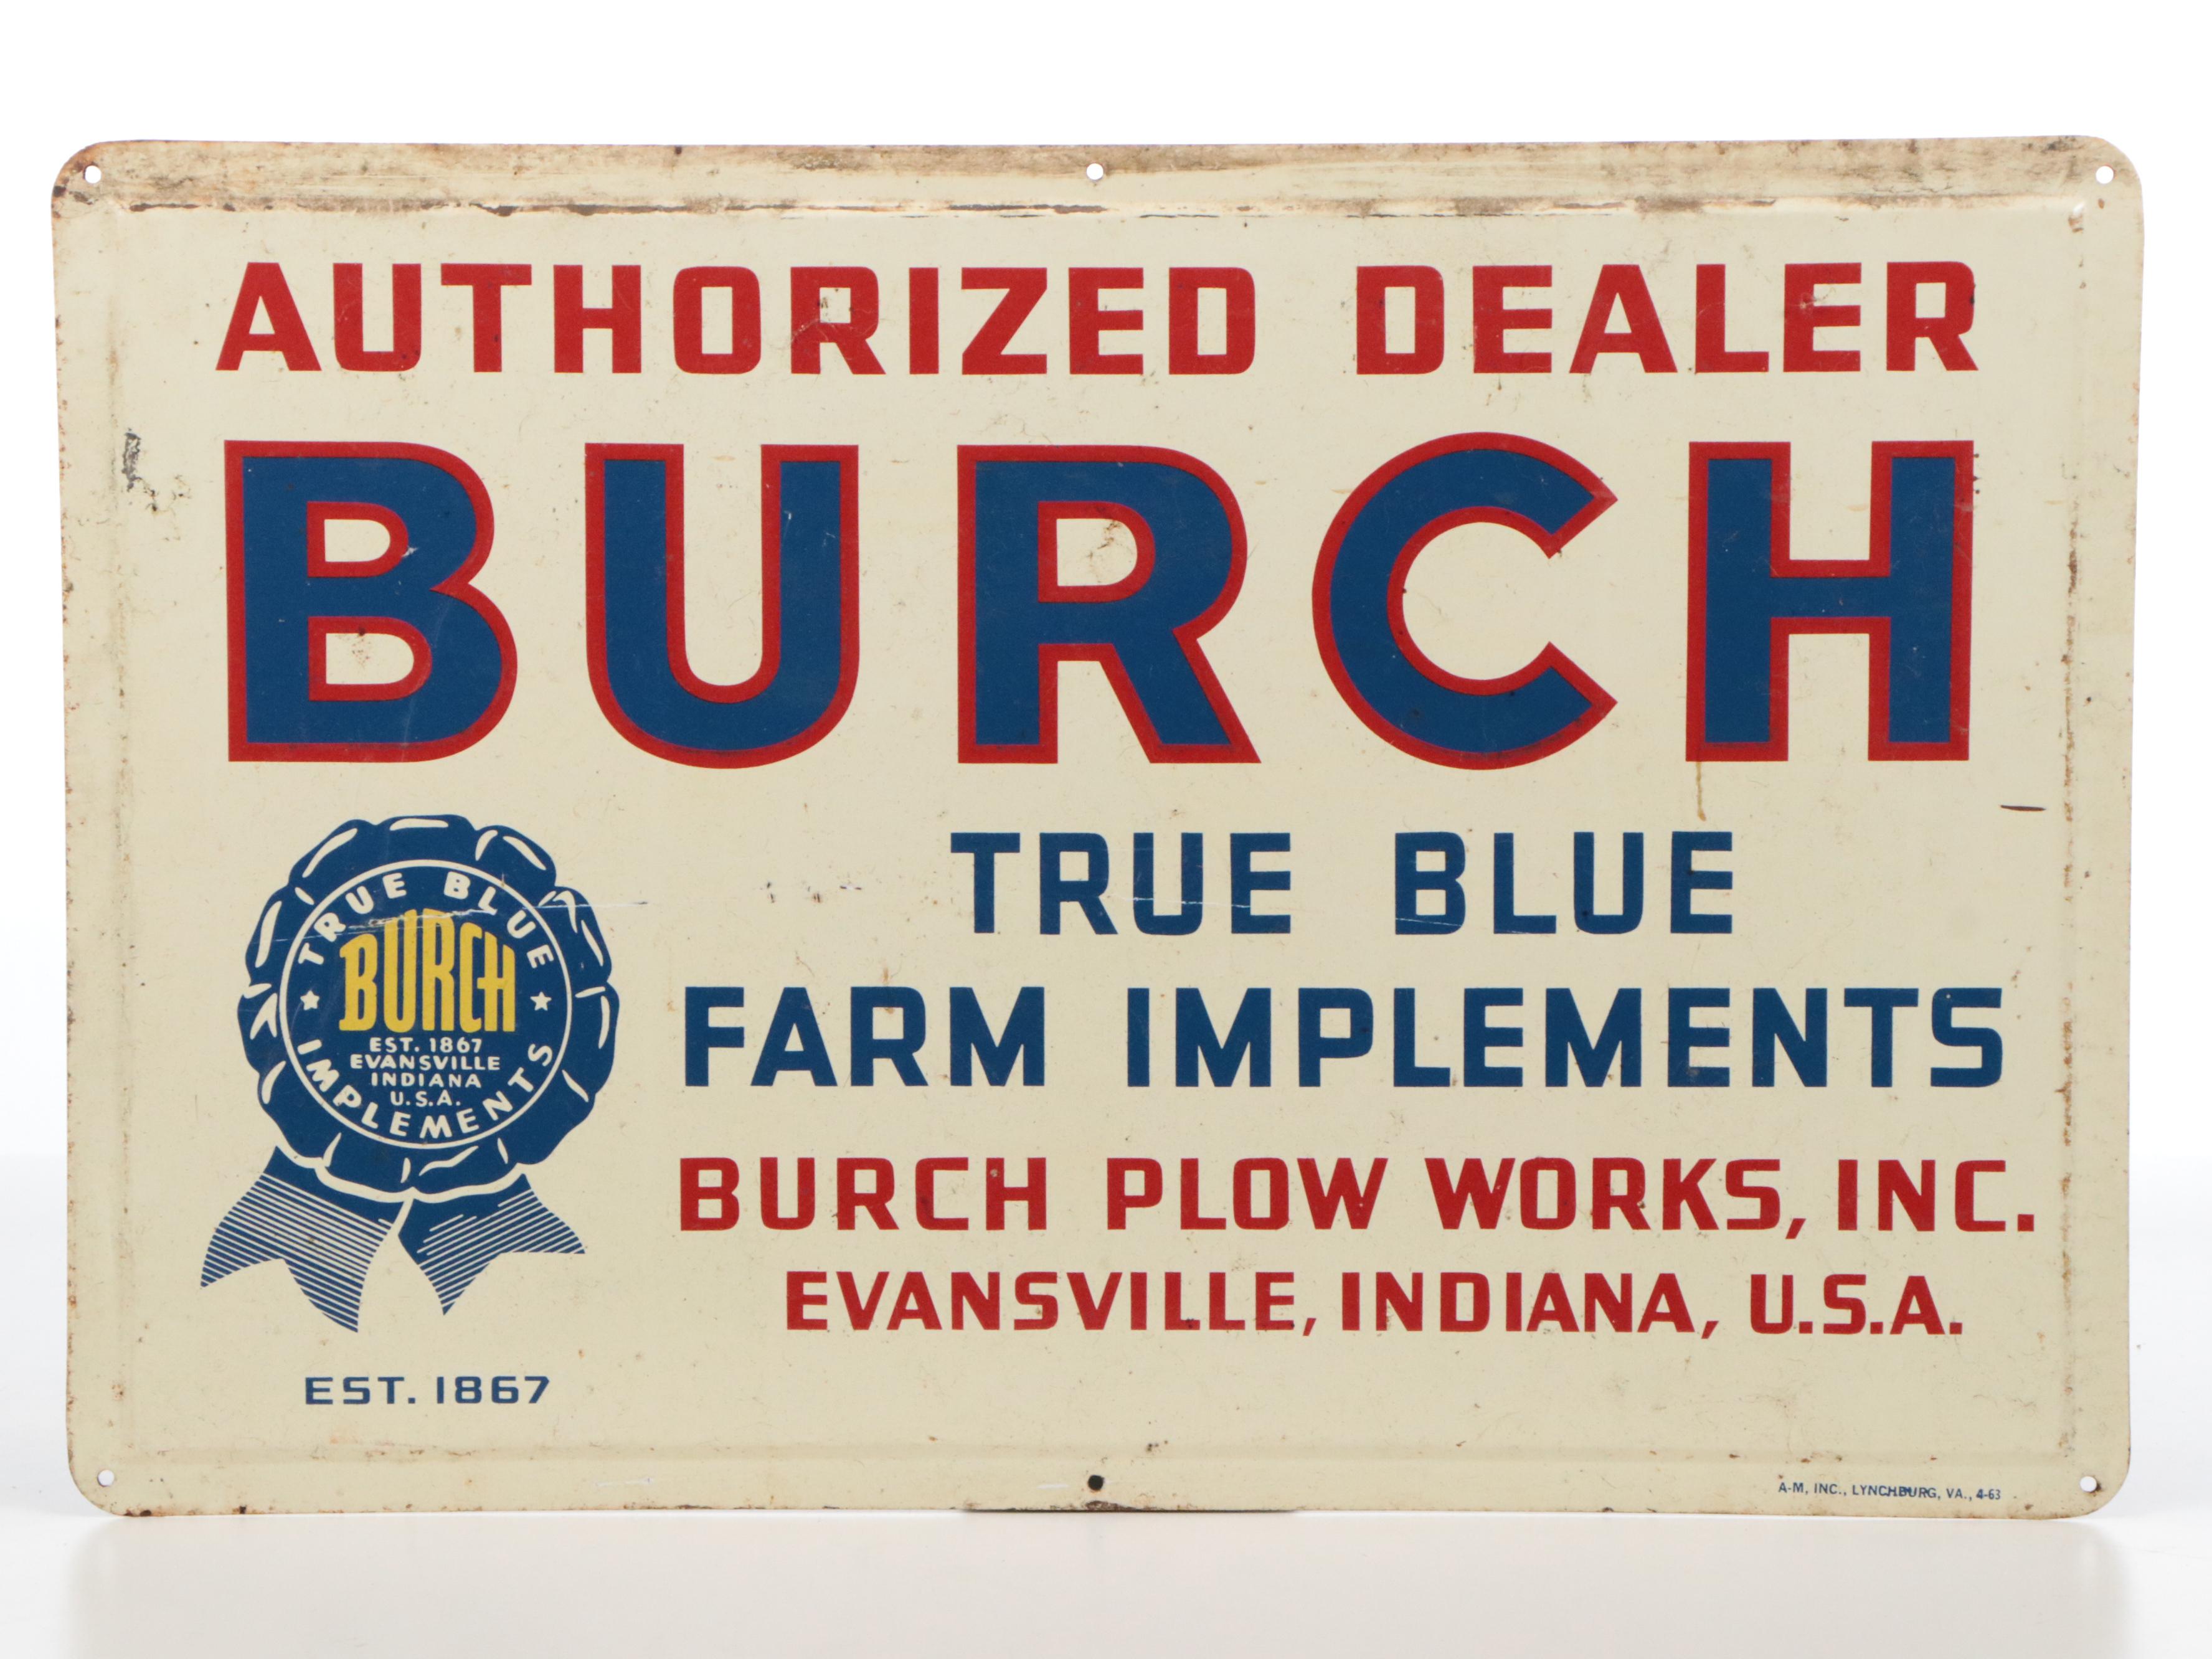 AUTHORIZED DEALER
BURCH
TRUE BLUE
FARM IMPLEMENTS
BURCH PLOW WORKS, INC.
EVANSVILLE, INDIANA, U.S.A.
TRUE BLUE
BURCH
EST. 1867
EVANSVILLE
INDIANA
U.S.A.
IMPLEMENTS
EST. 1867
A-M, INC., LYNCHBURG, VA., 4-63